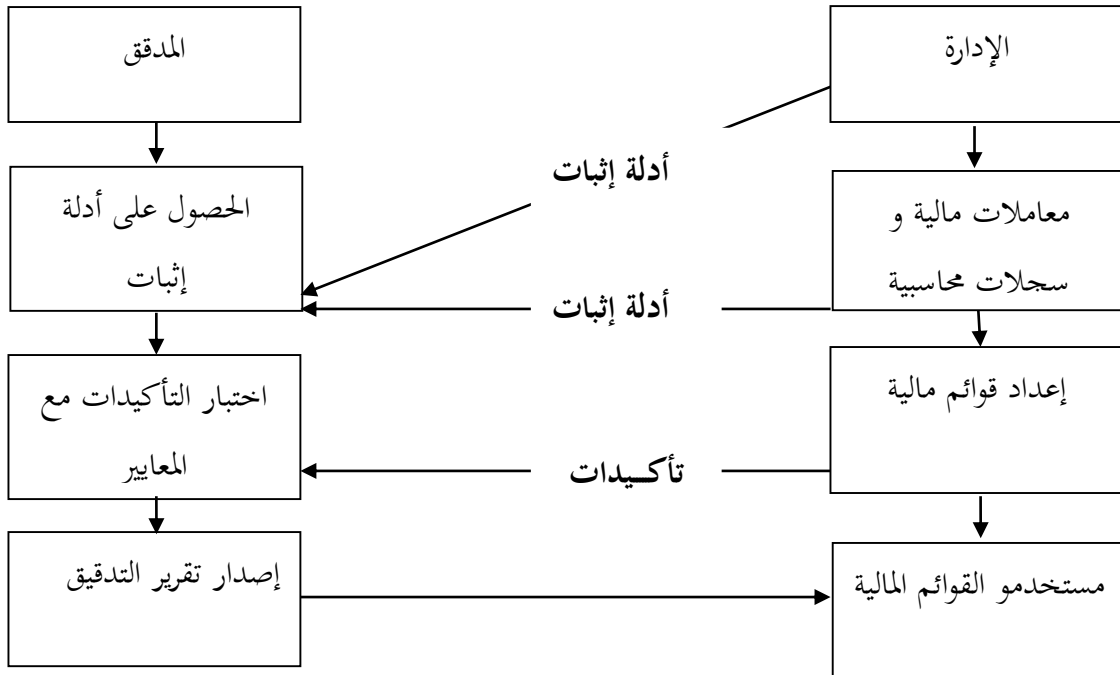 الإدارة
المدقق
أدلة إثبات
معاملات مالية و
سجلات محاسبية
الحصول على أدلة
إثبات
أدلة إثبات
إعداد قوائم مالية
اختبار التأكيدات مع
المعايير
تأكــيدات
مستخدمو القوائم المالية
إصدار تقرير التدقيق